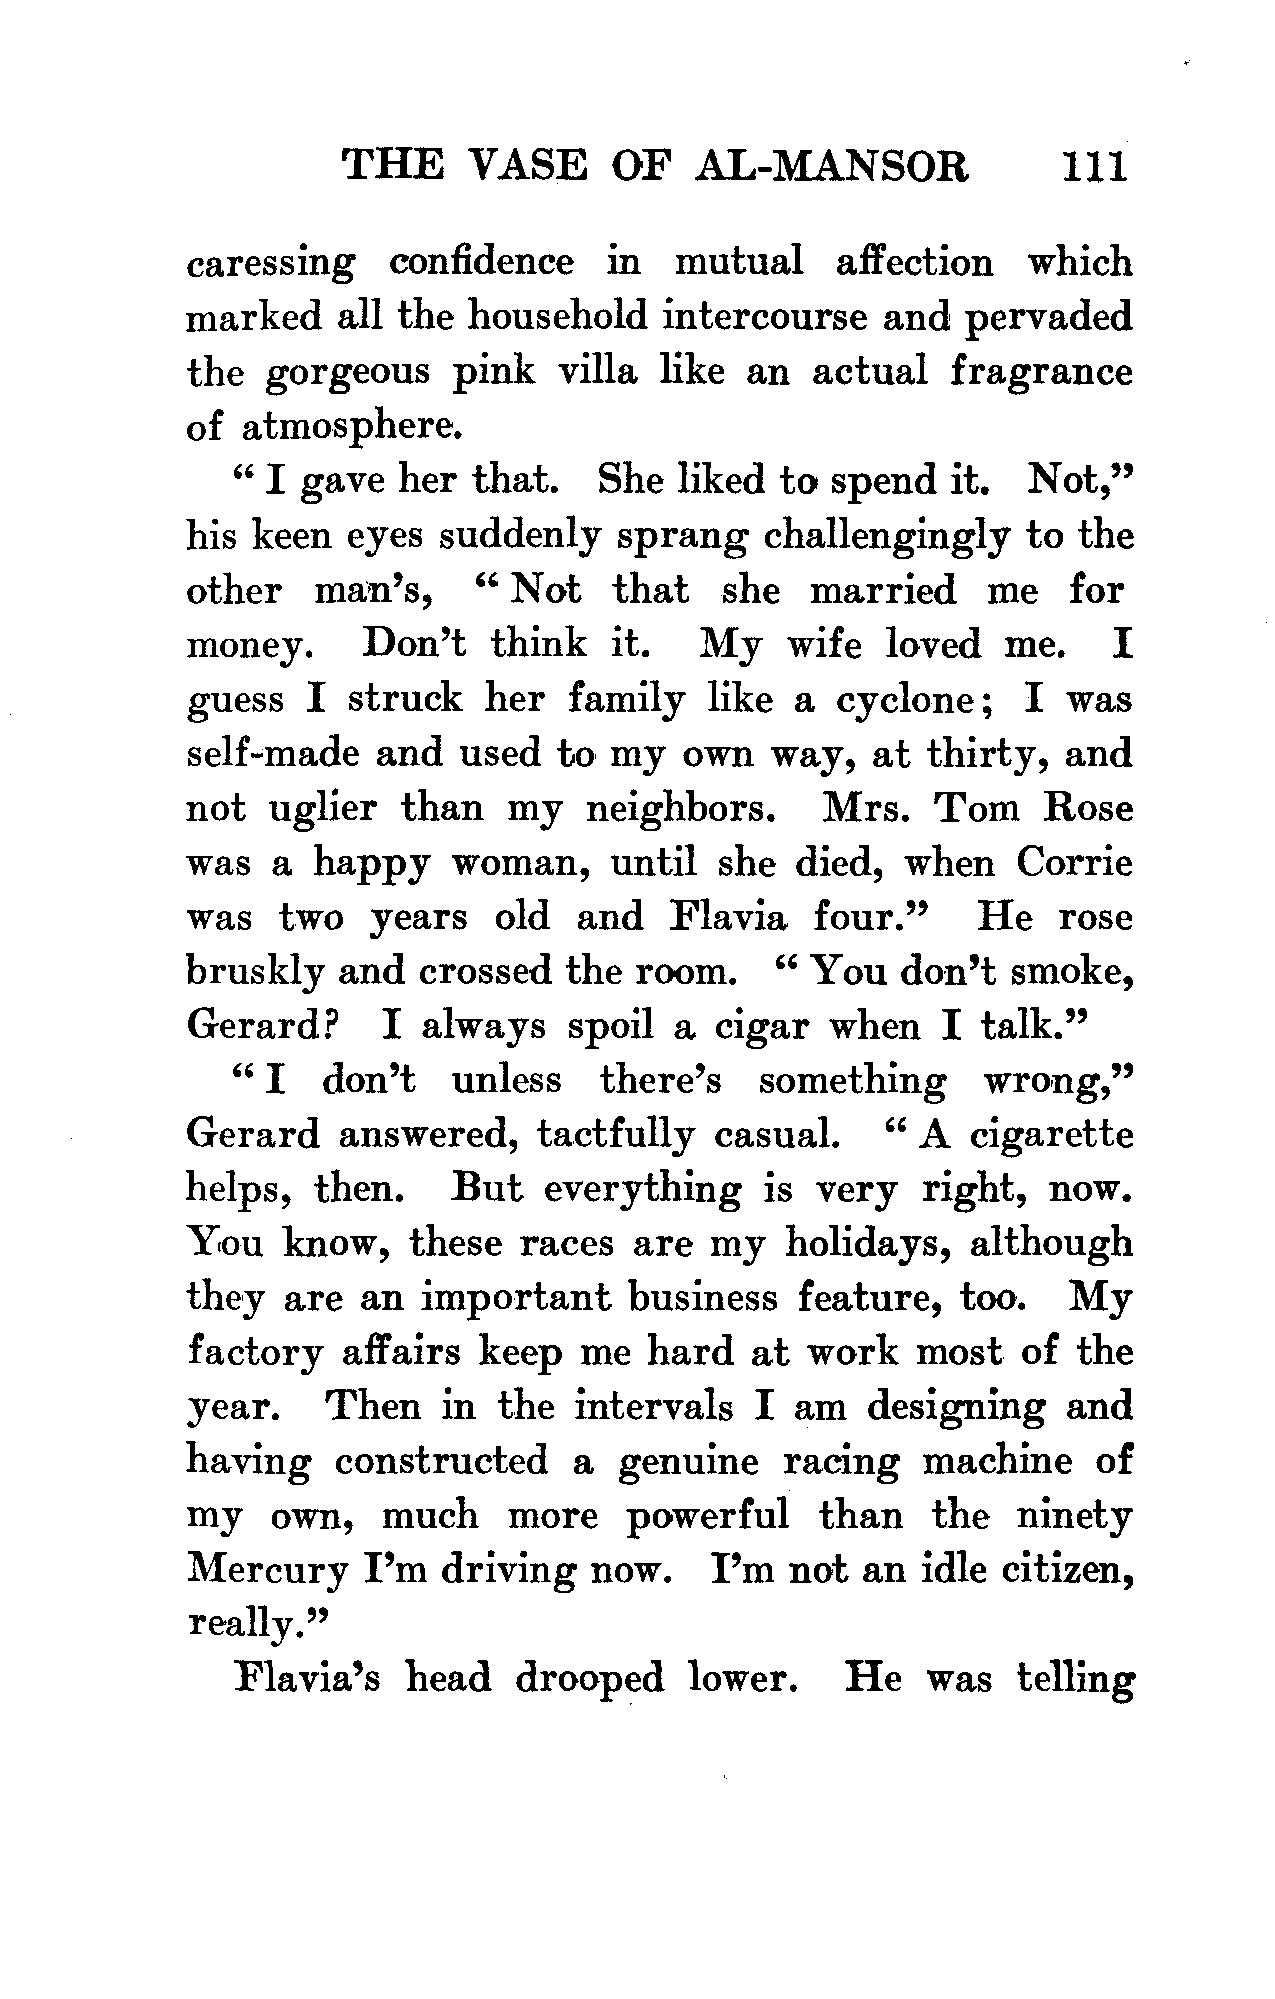 THE VASE OF AL-MANSOR 111
caressing confidence in mutual affection which
marked all the household intercourse and pervaded
the gorgeous pink villa like an actual fragrance
of atmosphere.
“ I gave her that. She liked to spend it. Not,”
his keen eyes suddenly sprang challengingly to the
other man’s, “ Not that she married me for
money. Don’t think it. My wife loved me. I
guess I struck her family like a cyclone; I was
self-made and used to my own way, at thirty, and
not uglier than my neighbors. Mrs. Tom Rose
was a happy woman, until she died, when Corrie
was two years old and Flavia four.” He rose
bruskly and crossed the room. “ You don’t smoke,
Gerard? I always spoil a cigar when I talk.”
“ I don’t unless there’s something wrong,”
Gerard answered, tactfully casual. “ A cigarette
helps, then. But everything is very right, now.
You know, these races are my holidays, although
they are an important business feature, too. My
factory affairs keep me hard at work most of the
year. Then in the intervals I am designing and
having constructed a genuine racing machine of
my own, much more powerful than the ninety
Mercury I’m driving now. I’m not an idle citizen,
really.”
Flavia’s head drooped lower. He was telling